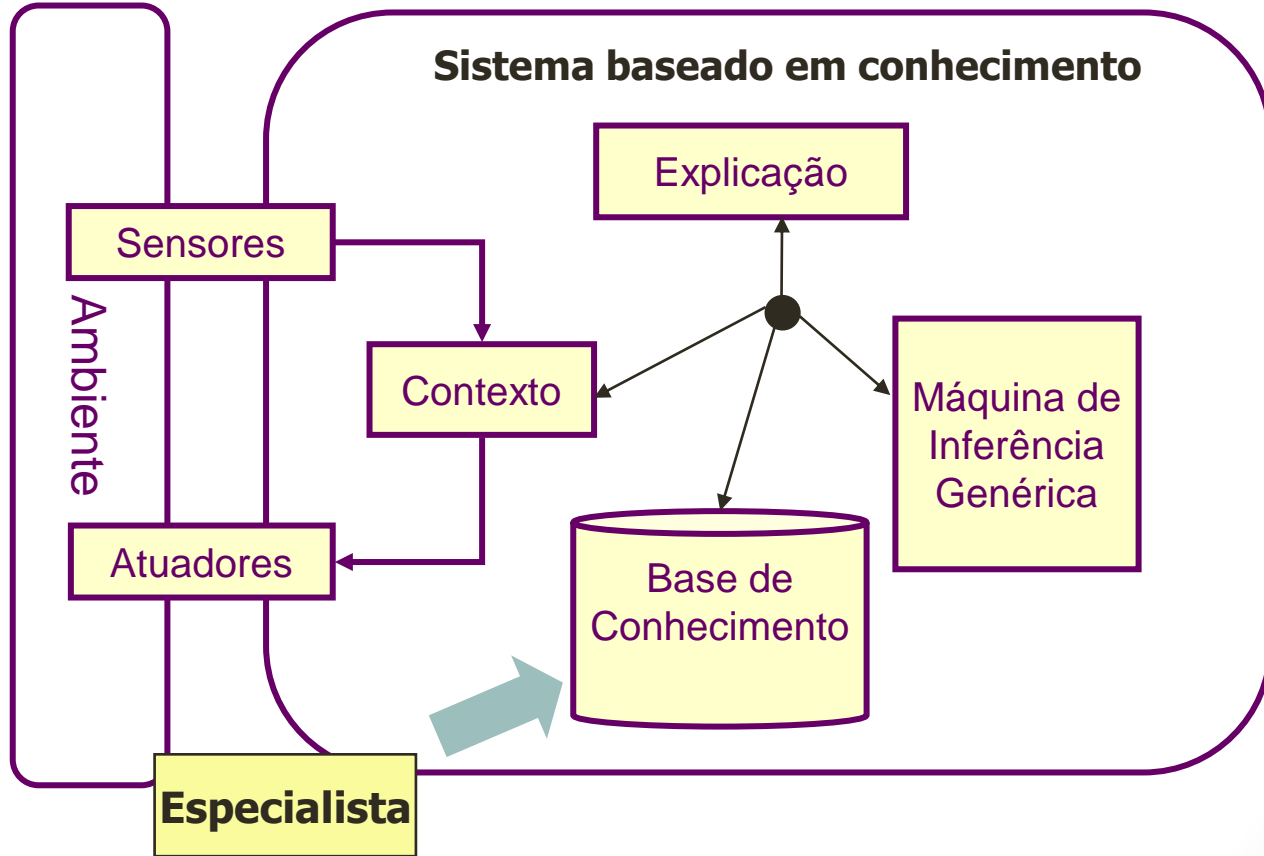 Sistema baseado em conhecimento
Explicação
Sensores
Ambiente
Contexto
Máquina de
Inferência
Genérica
Atuadores
Base de
Conhecimento
Especialista